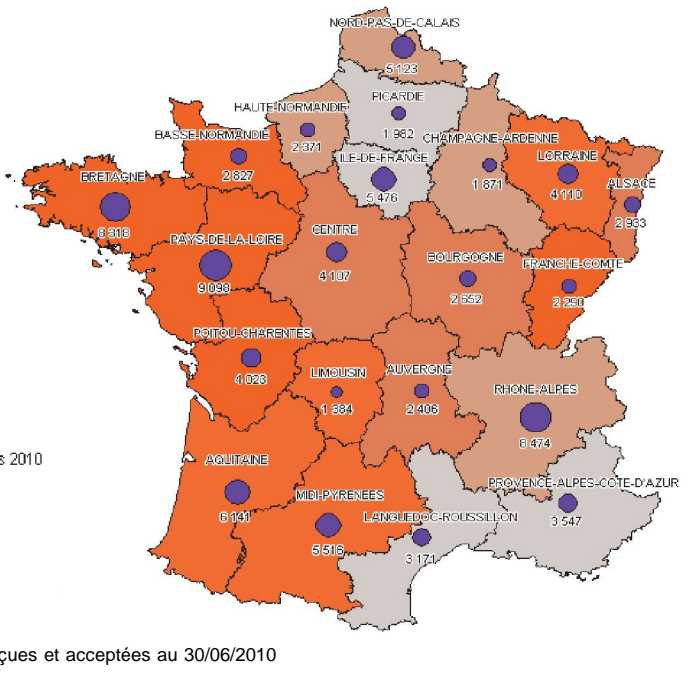 NORD-PAS-DE-CALAIS
5 123
PICARDIE
1 982
HAUTE-NORMANDIE
2 371
BASSE-NORMANDIE
2 827
CHAMPAGNE-ARDENNE
1 871
ILE-DE-FRANCE
5 476
LORRAINE
4 110
ALSACE
2 933
BRETAGNE
8 318
PAYS-DE-LA-LOIRE
9 098
CENTRE
4 107
BOURGOGNE
2 652
FRANCHE-COMTE
2 290
POITOU-CHARENTES
4 023
LIMOUSIN
1 384
AUVERGNE
2 406
RHONE-ALPES
8 474
s 2010
AQUITAINE
6 141
MIDI-PYRENEES
5 516
LANGUEDOC-ROUSSILLON
3 171
PROVENCE-ALPES-COTE-D'AZUR
3 547
çues et acceptées au 30/06/2010